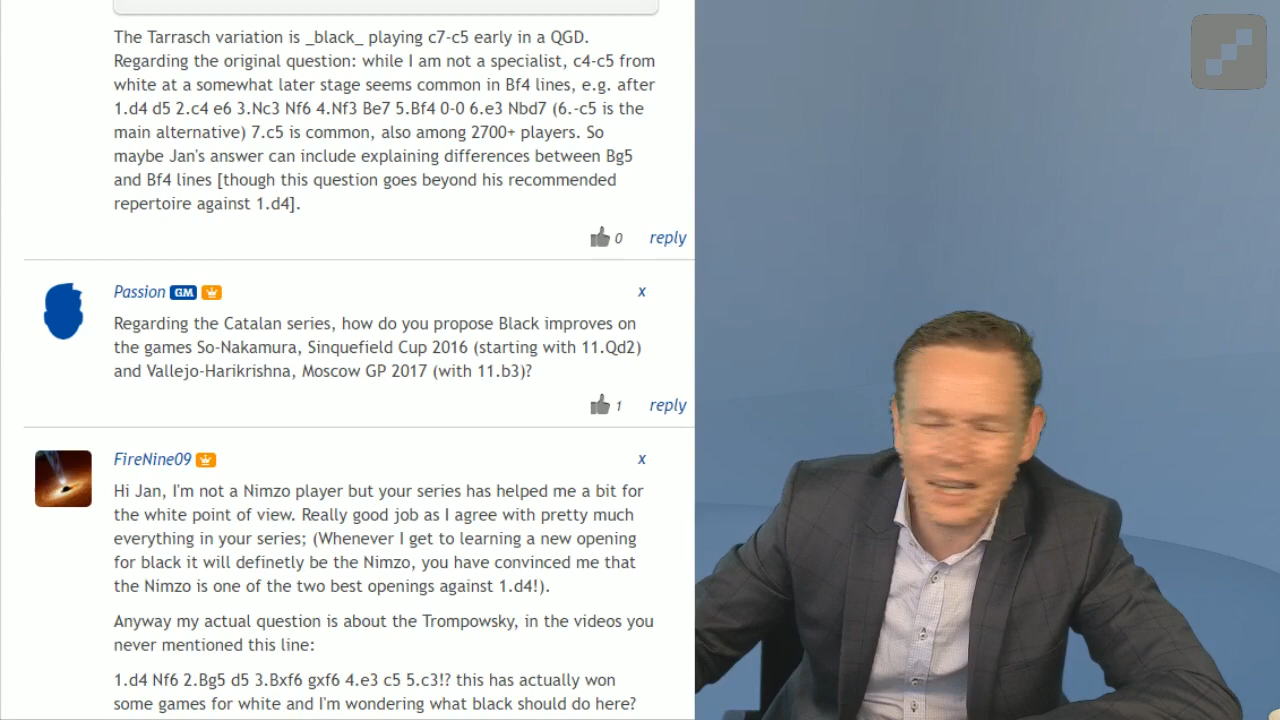 The Tarrasch variation is _black_ playing c7-c5 early in a QGD.
Regarding the original question: while I am not a specialist, c4-c5 from
white at a somewhat later stage seems common in Bf4 lines, e.g. after
1.d4 d5 2.c4 e6 3.Nc3 Nf6 4.Nf3 Be7 5.Bf4 0-0 6.e3 Nbd7 (6.-c5 is the
main alternative) 7.c5 is common, also among 2700+ players. So
maybe Jan's answer can include explaining differences between Bg5
and Bf4 lines [though this question goes beyond his recommended
repertoire against 1.d4].
0 reply
Passion GM x
Regarding the Catalan series, how do you propose Black improves on
the games So-Nakamura, Sinquefield Cup 2016 (starting with 11.Qd2)
and Vallejo-Harikrishna, Moscow GP 2017 (with 11.b3)?
1 reply
FireNine09 x
Hi Jan, I'm not a Nimzo player but your series has helped me a bit for
the white point of view. Really good job as I agree with pretty much
everything in your series; (Whenever I get to learning a new opening
for black it will definetly be the Nimzo, you have convinced me that
the Nimzo is one of the two best openings against 1.d4!).
Anyway my actual question is about the Trompowsky, in the videos you
never mentioned this line:
1.d4 Nf6 2.Bg5 d5 3.Bxf6 gxf6 4.e3 c5 5.c3!? this has actually won
some games for white and I'm wondering what black should do here?